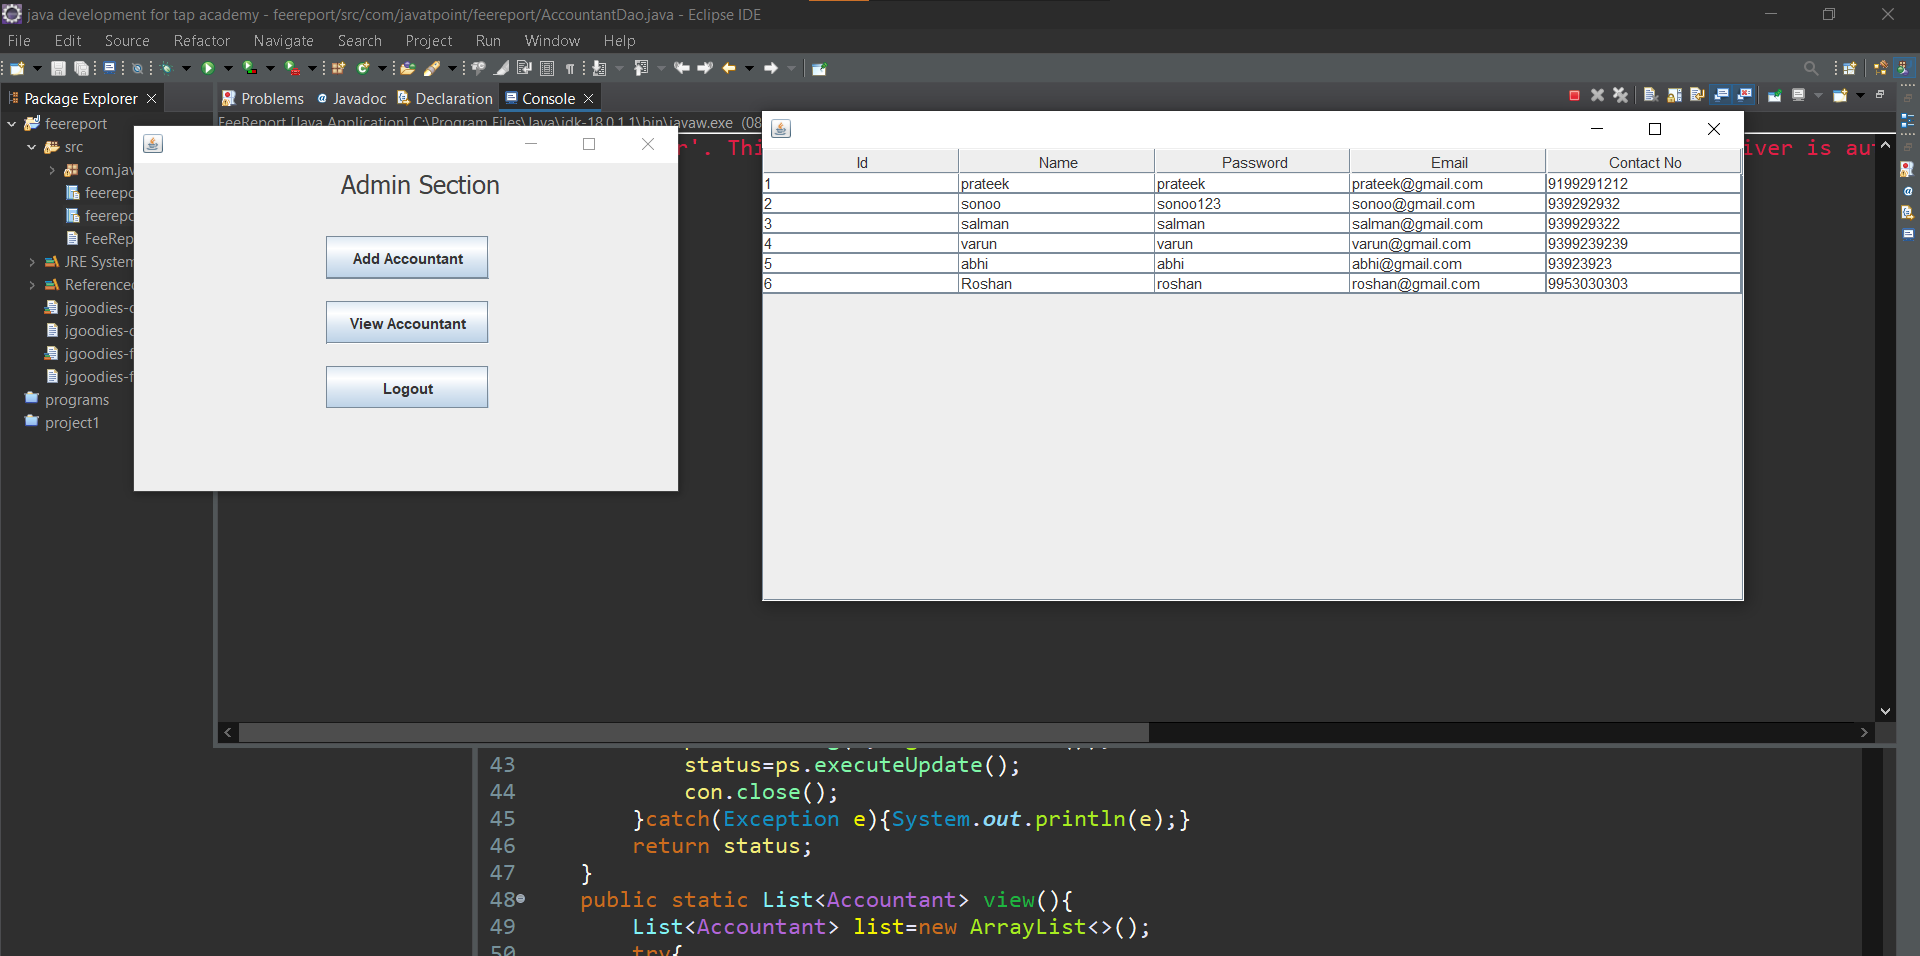 java development for tap academy - feereport/src/com/javatpoint/feereport/AccountantDao.java - Eclipse IDE
File Edit Source Refactor Navigate Search Project Run Window Help
Package Explorer
Problems Javadoc Declaration Console
feereport
src
com.jav
feerepo
feerepo
FeeRep
JRE System
Referenced
jgoodies-c
jgoodies-c
jgoodies-f
jgoodies-f
programs
project1
FeeReport [Java Application] C:\Program Files\Java\jdk-18.0.1.1\bin\javaw.exe (08
r'. Thi
iver is au
Admin Section
Add Accountant
View Accountant
Logout
Id Name Password Email Contact No
1 prateek prateek prateek@gmail.com 9199291212
2 sonoo sonoo123 sonoo@gmail.com 939292932
3 salman salman salman@gmail.com 939929322
4 varun varun varun@gmail.com 9399239239
5 abhi abhi abhi@gmail.com 93923923
6 Roshan roshan roshan@gmail.com 9953030303
43 status=ps.executeUpdate();
44 con.close();
45 }catch(Exception e){System.out.println(e);}
46 return status;
47 }
48 public static List<Accountant> view(){
49 List<Accountant> list=new ArrayList<>();
50 try{